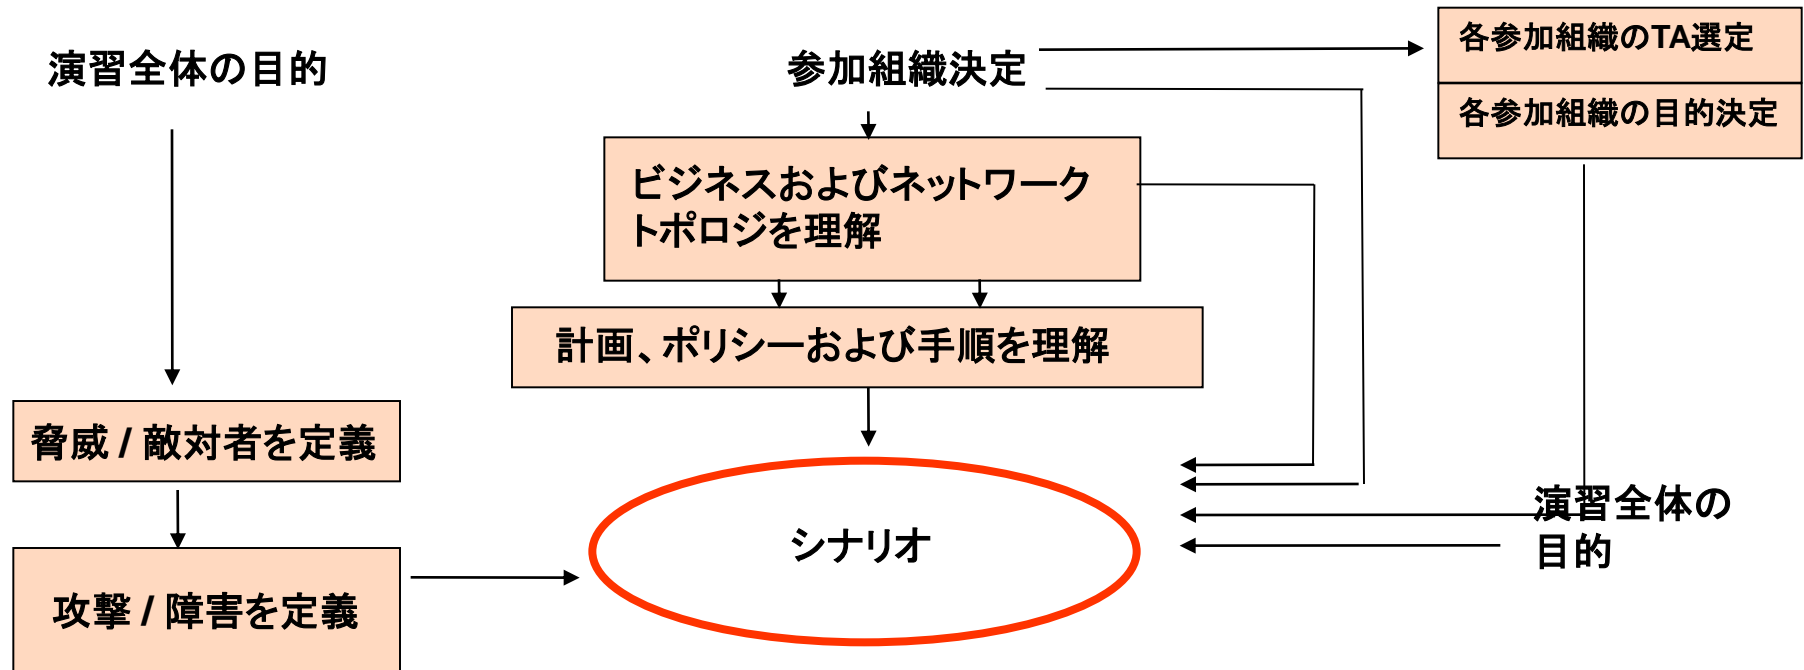 演習全体の目的
参加組織決定
各参加組織のTA選定
各参加組織の目的決定
ビジネスおよびネットワーク
トポロジを理解
計画、ポリシーおよび手順を理解
脅威 / 敵対者を定義
攻撃 / 障害を定義
シナリオ
演習全体の
目的